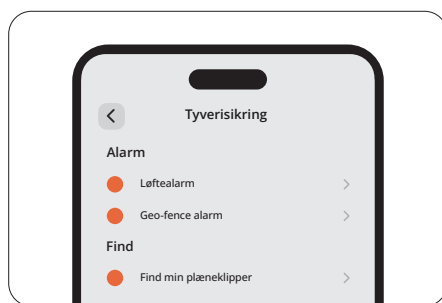 Tyverisikring
Alarm
Løftealarm
Geo-fence alarm
Find
Find min plæneklipper